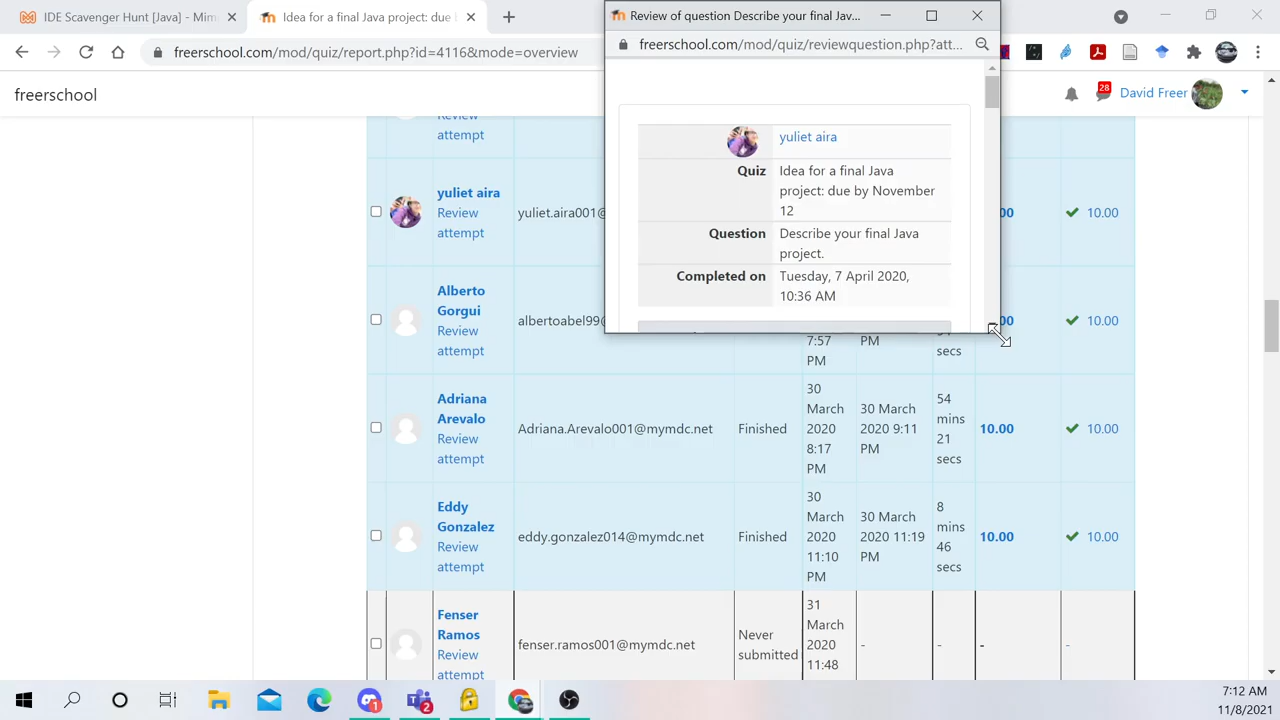 IDE Scavenger Hunt [Java] - Mim
Idea for a final Java project: due b
Review of question Describe your final Jav...
freerschool.com/mod/quiz/report.php?id=4116&mode=overview
freerschool.com/mod/quiz/reviewquestion.php?att...
freerschool
28
David Freer
Review
attempt
yuliet aira
Quiz
Idea for a final Java
project: due by November
12
Question
Describe your final Java
project.
Completed on
Tuesday, 7 April 2020,
10:36 AM
yuliet aira
Review
attempt
yuliet.aira001@
00
10.00
Alberto
Gorgui
Review
attempt
albertoabel99@
7:57
PM
PM
secs
00
10.00
Adriana
Arevalo
Review
attempt
Adriana.Arevalo001@mymdc.net
Finished
30
March
2020
8:17
PM
30 March
2020 9:11
PM
54
mins
21
secs
10.00
10.00
Eddy
Gonzalez
Review
attempt
eddy.gonzalez014@mymdc.net
Finished
30
March
2020
11:10
PM
30 March
2020 11:19
PM
8
mins
46
secs
10.00
10.00
Fenser
Ramos
Review
attempt
fenser.ramos001@mymdc.net
Never
submitted
31
March
2020
11:48
-
-
-
-
1
2
7:12 AM
11/8/2021